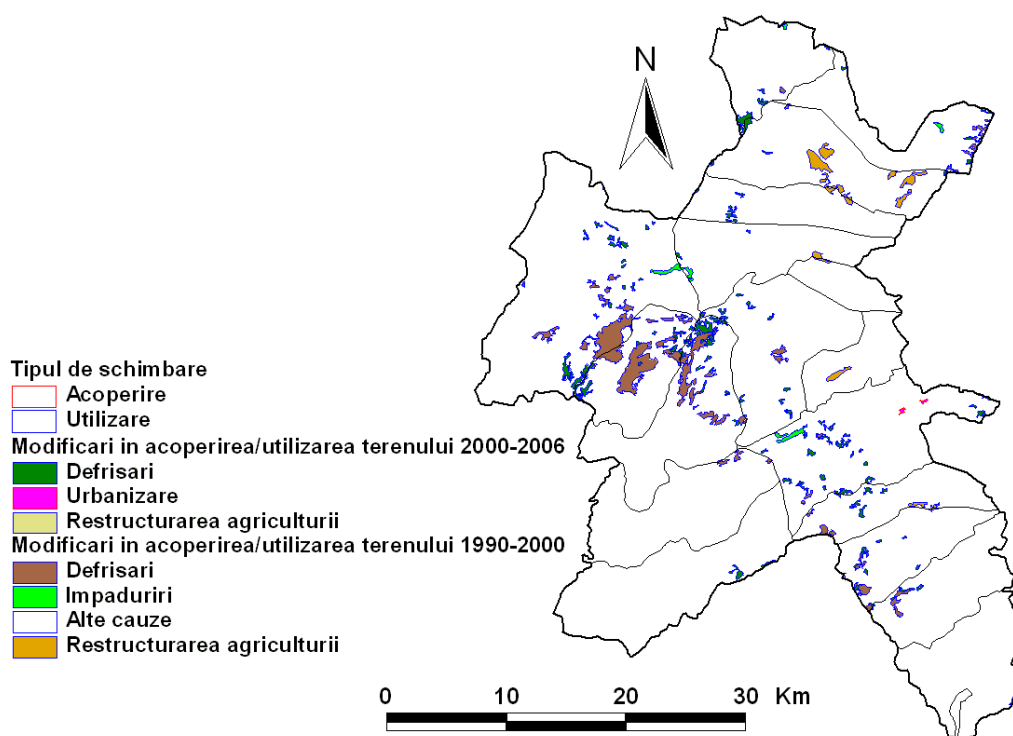 N
Tipul de schimbare
Acoperire
Utilizare
Modificari in acoperirea/utilizarea terenului 2000-2006
Defrisari
Urbanizare
Restructurarea agriculturii
Modificari in acoperirea/utilizarea terenului 1990-2000
Defrisari
Impaduriri
Alte cauze
Restructurarea agriculturii
0 10 20 30 Km